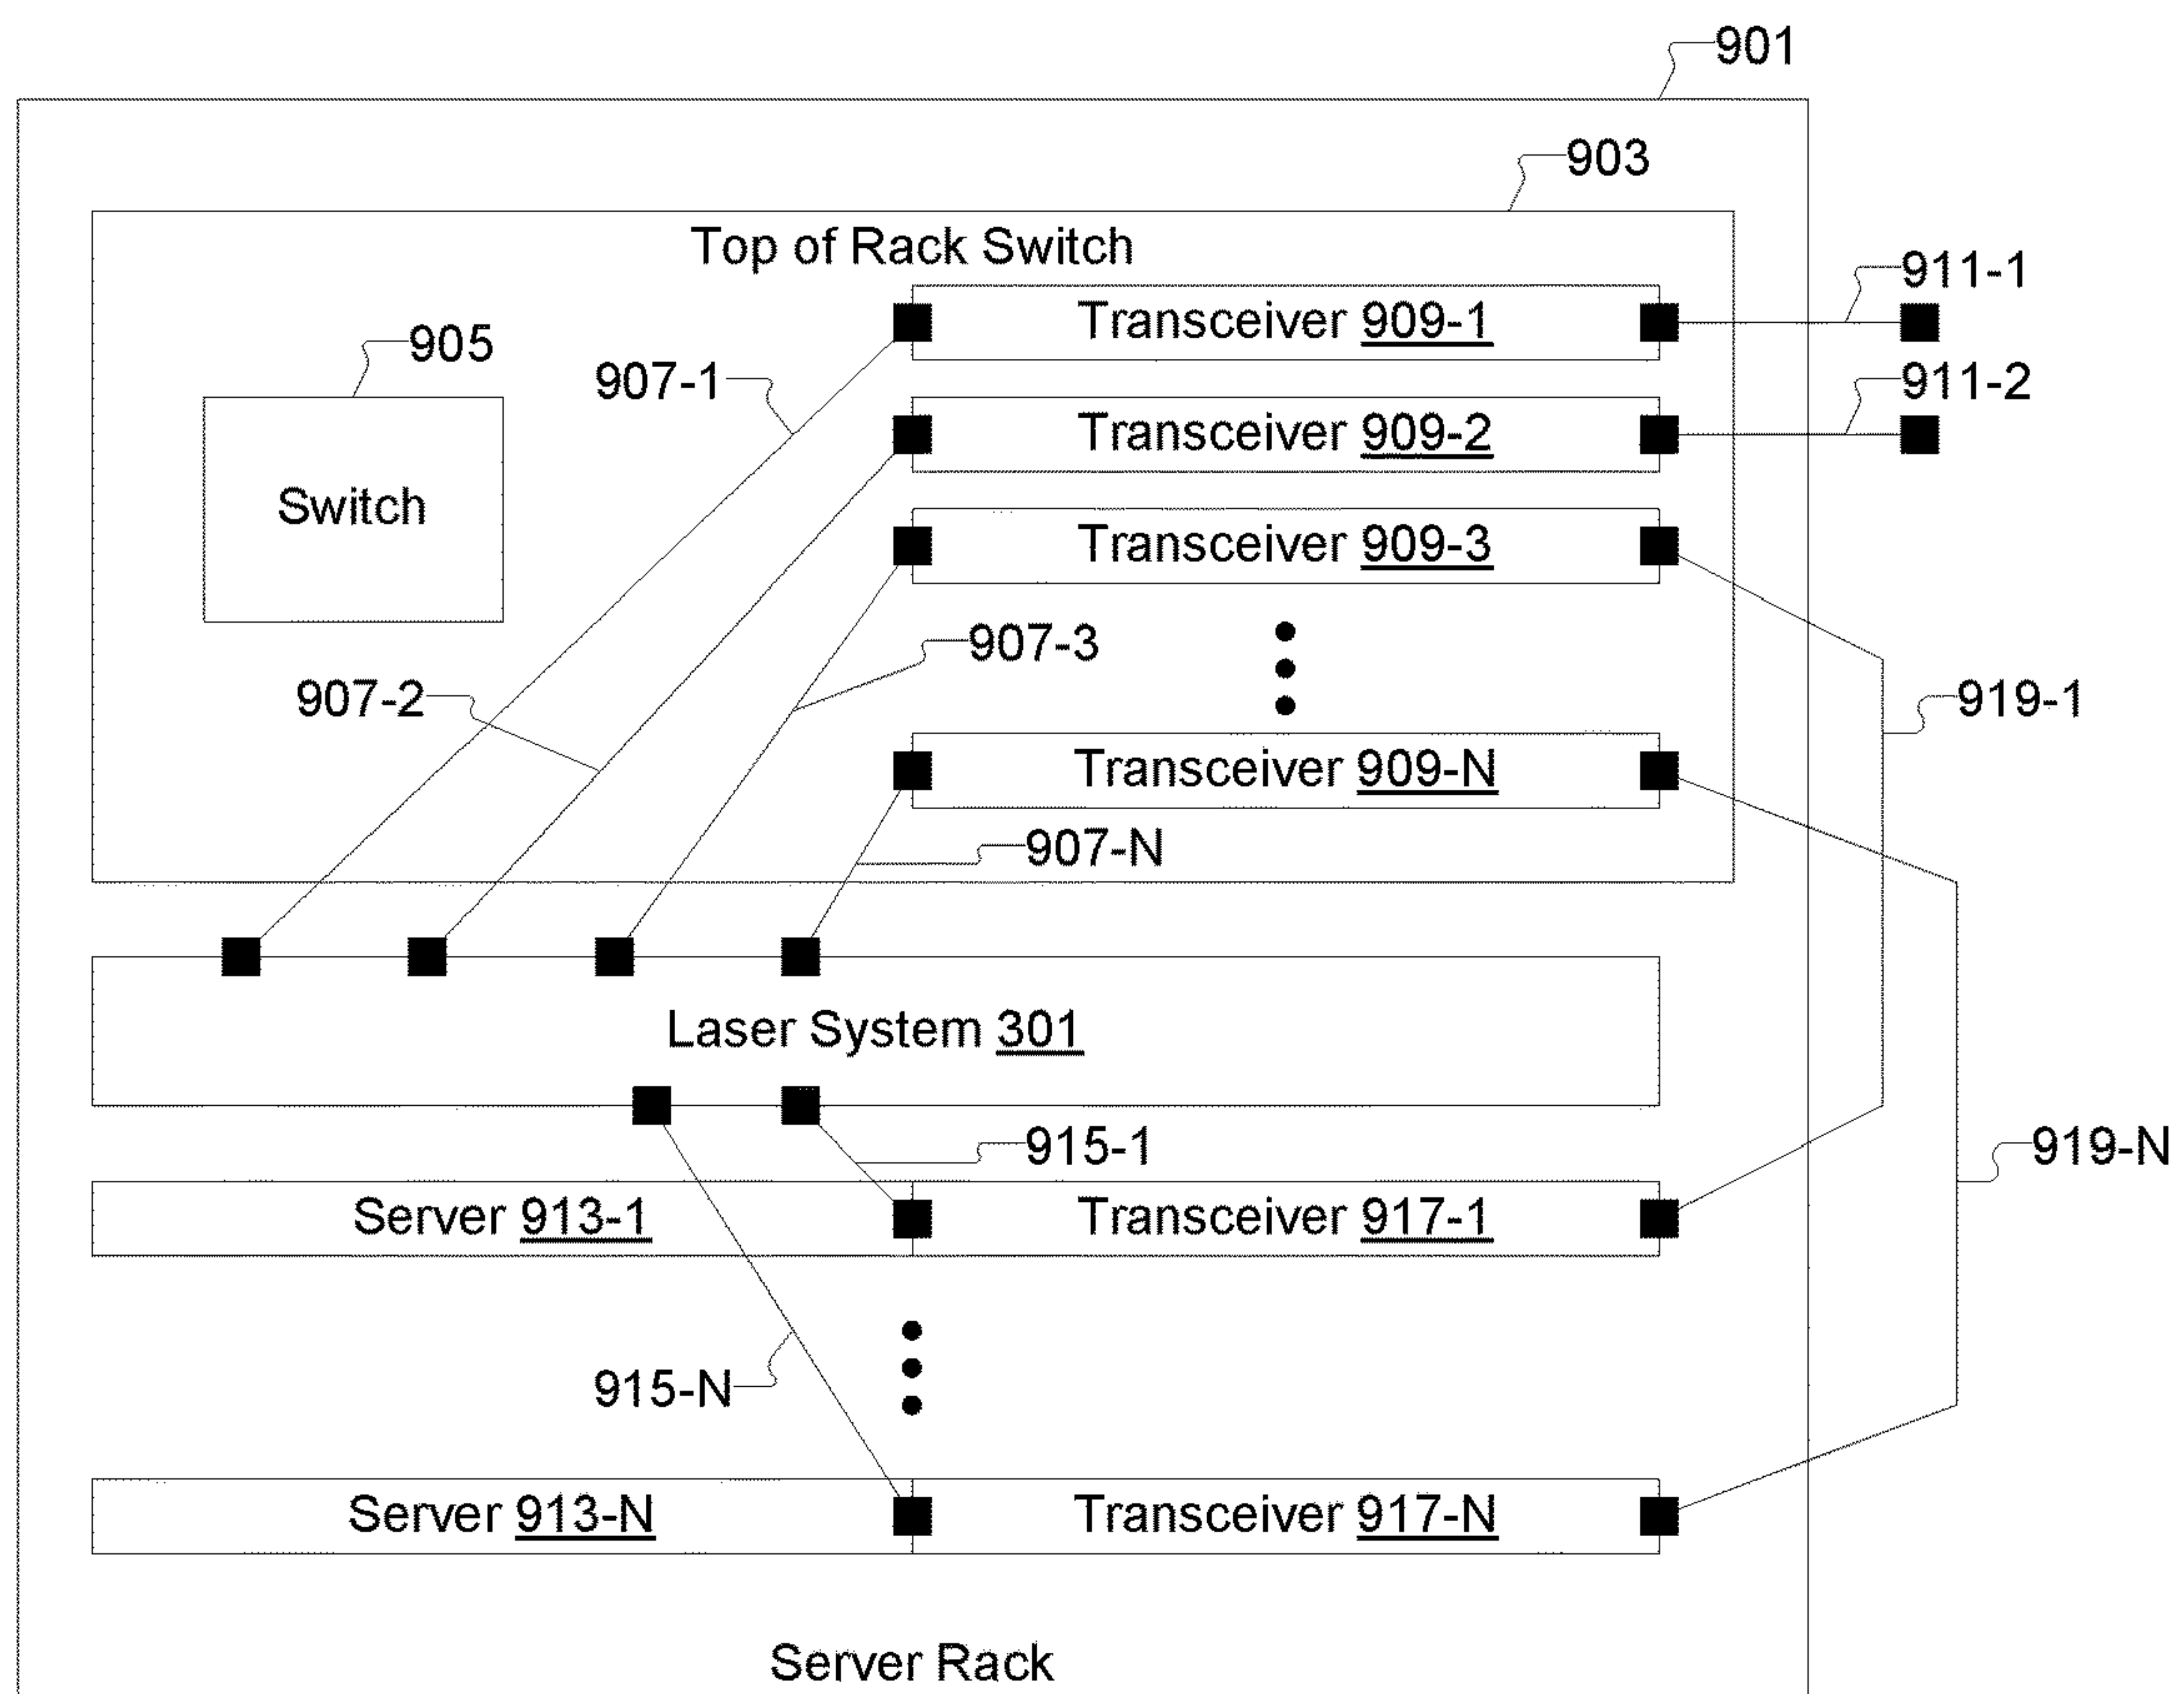 901
903
Top of Rack Switch
911-1
Transceiver 909-1
905
907-1
911-2
Transceiver 909-2
Switch
Transceiver 909-3
907-3
907-2
919-1
Transceiver 909-N
907-N
Laser System 301
915-1
919-N
Server 913-1
Transceiver 917-1
915-N
Server 913-N
Transceiver 917-N
Server Rack